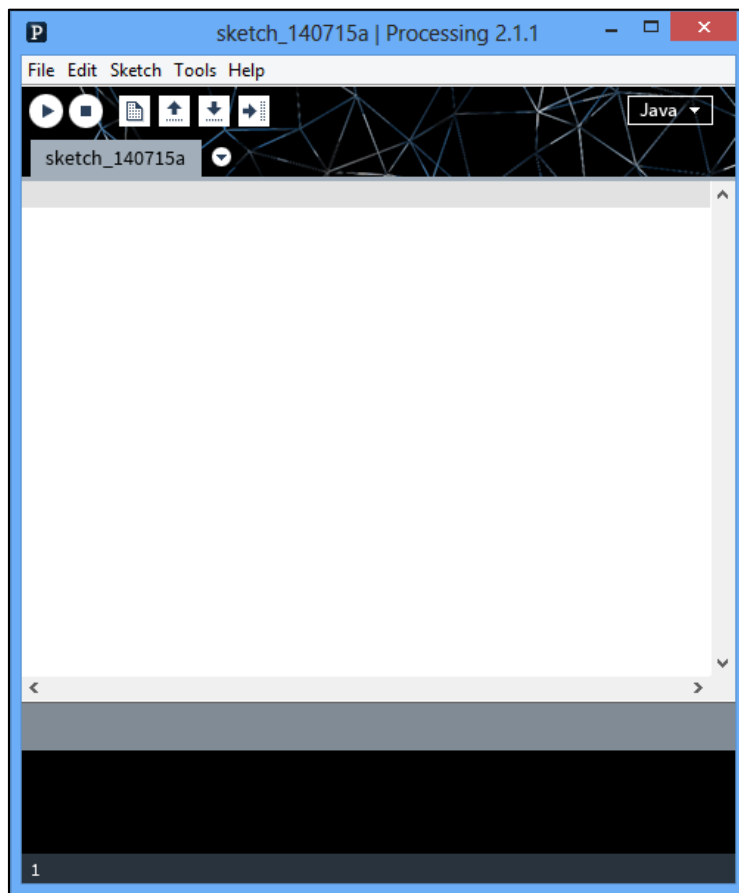 P sketch_140715a | Processing 2.1.1
File Edit Sketch Tools Help
Java
sketch_140715a
1